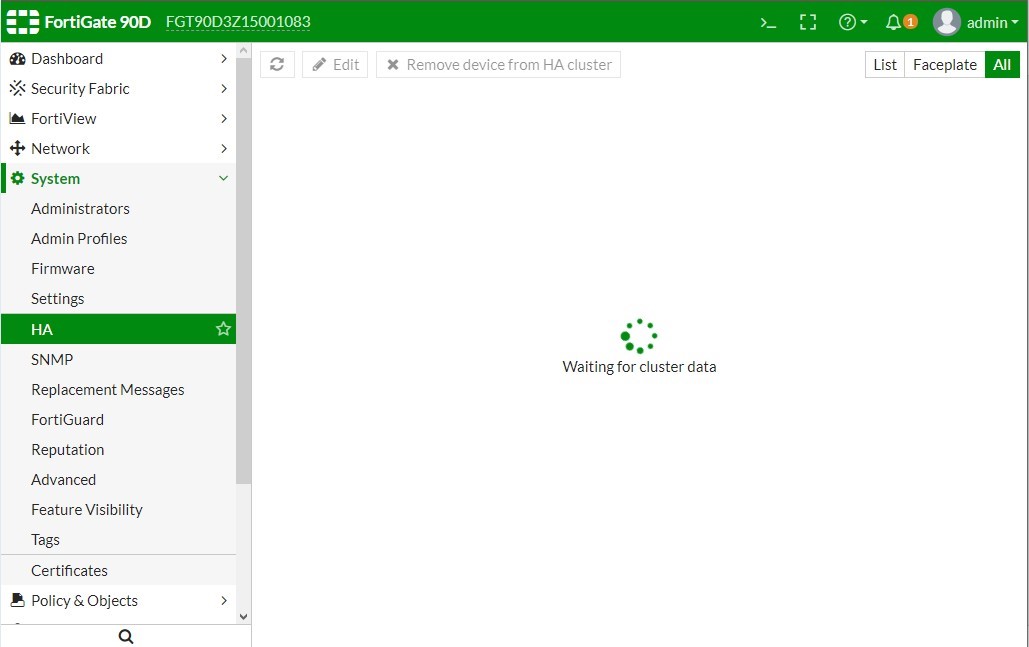 FortiGate 90D FGT90D3Z15001083
>_ ? 1 admin
Dashboard
Security Fabric
FortiView
Network
System
Administrators
Admin Profiles
Firmware
Settings
HA
SNMP
Replacement Messages
FortiGuard
Reputation
Advanced
Feature Visibility
Tags
Certificates
Policy & Objects
Edit Remove device from HA cluster List Faceplate All
Waiting for cluster data